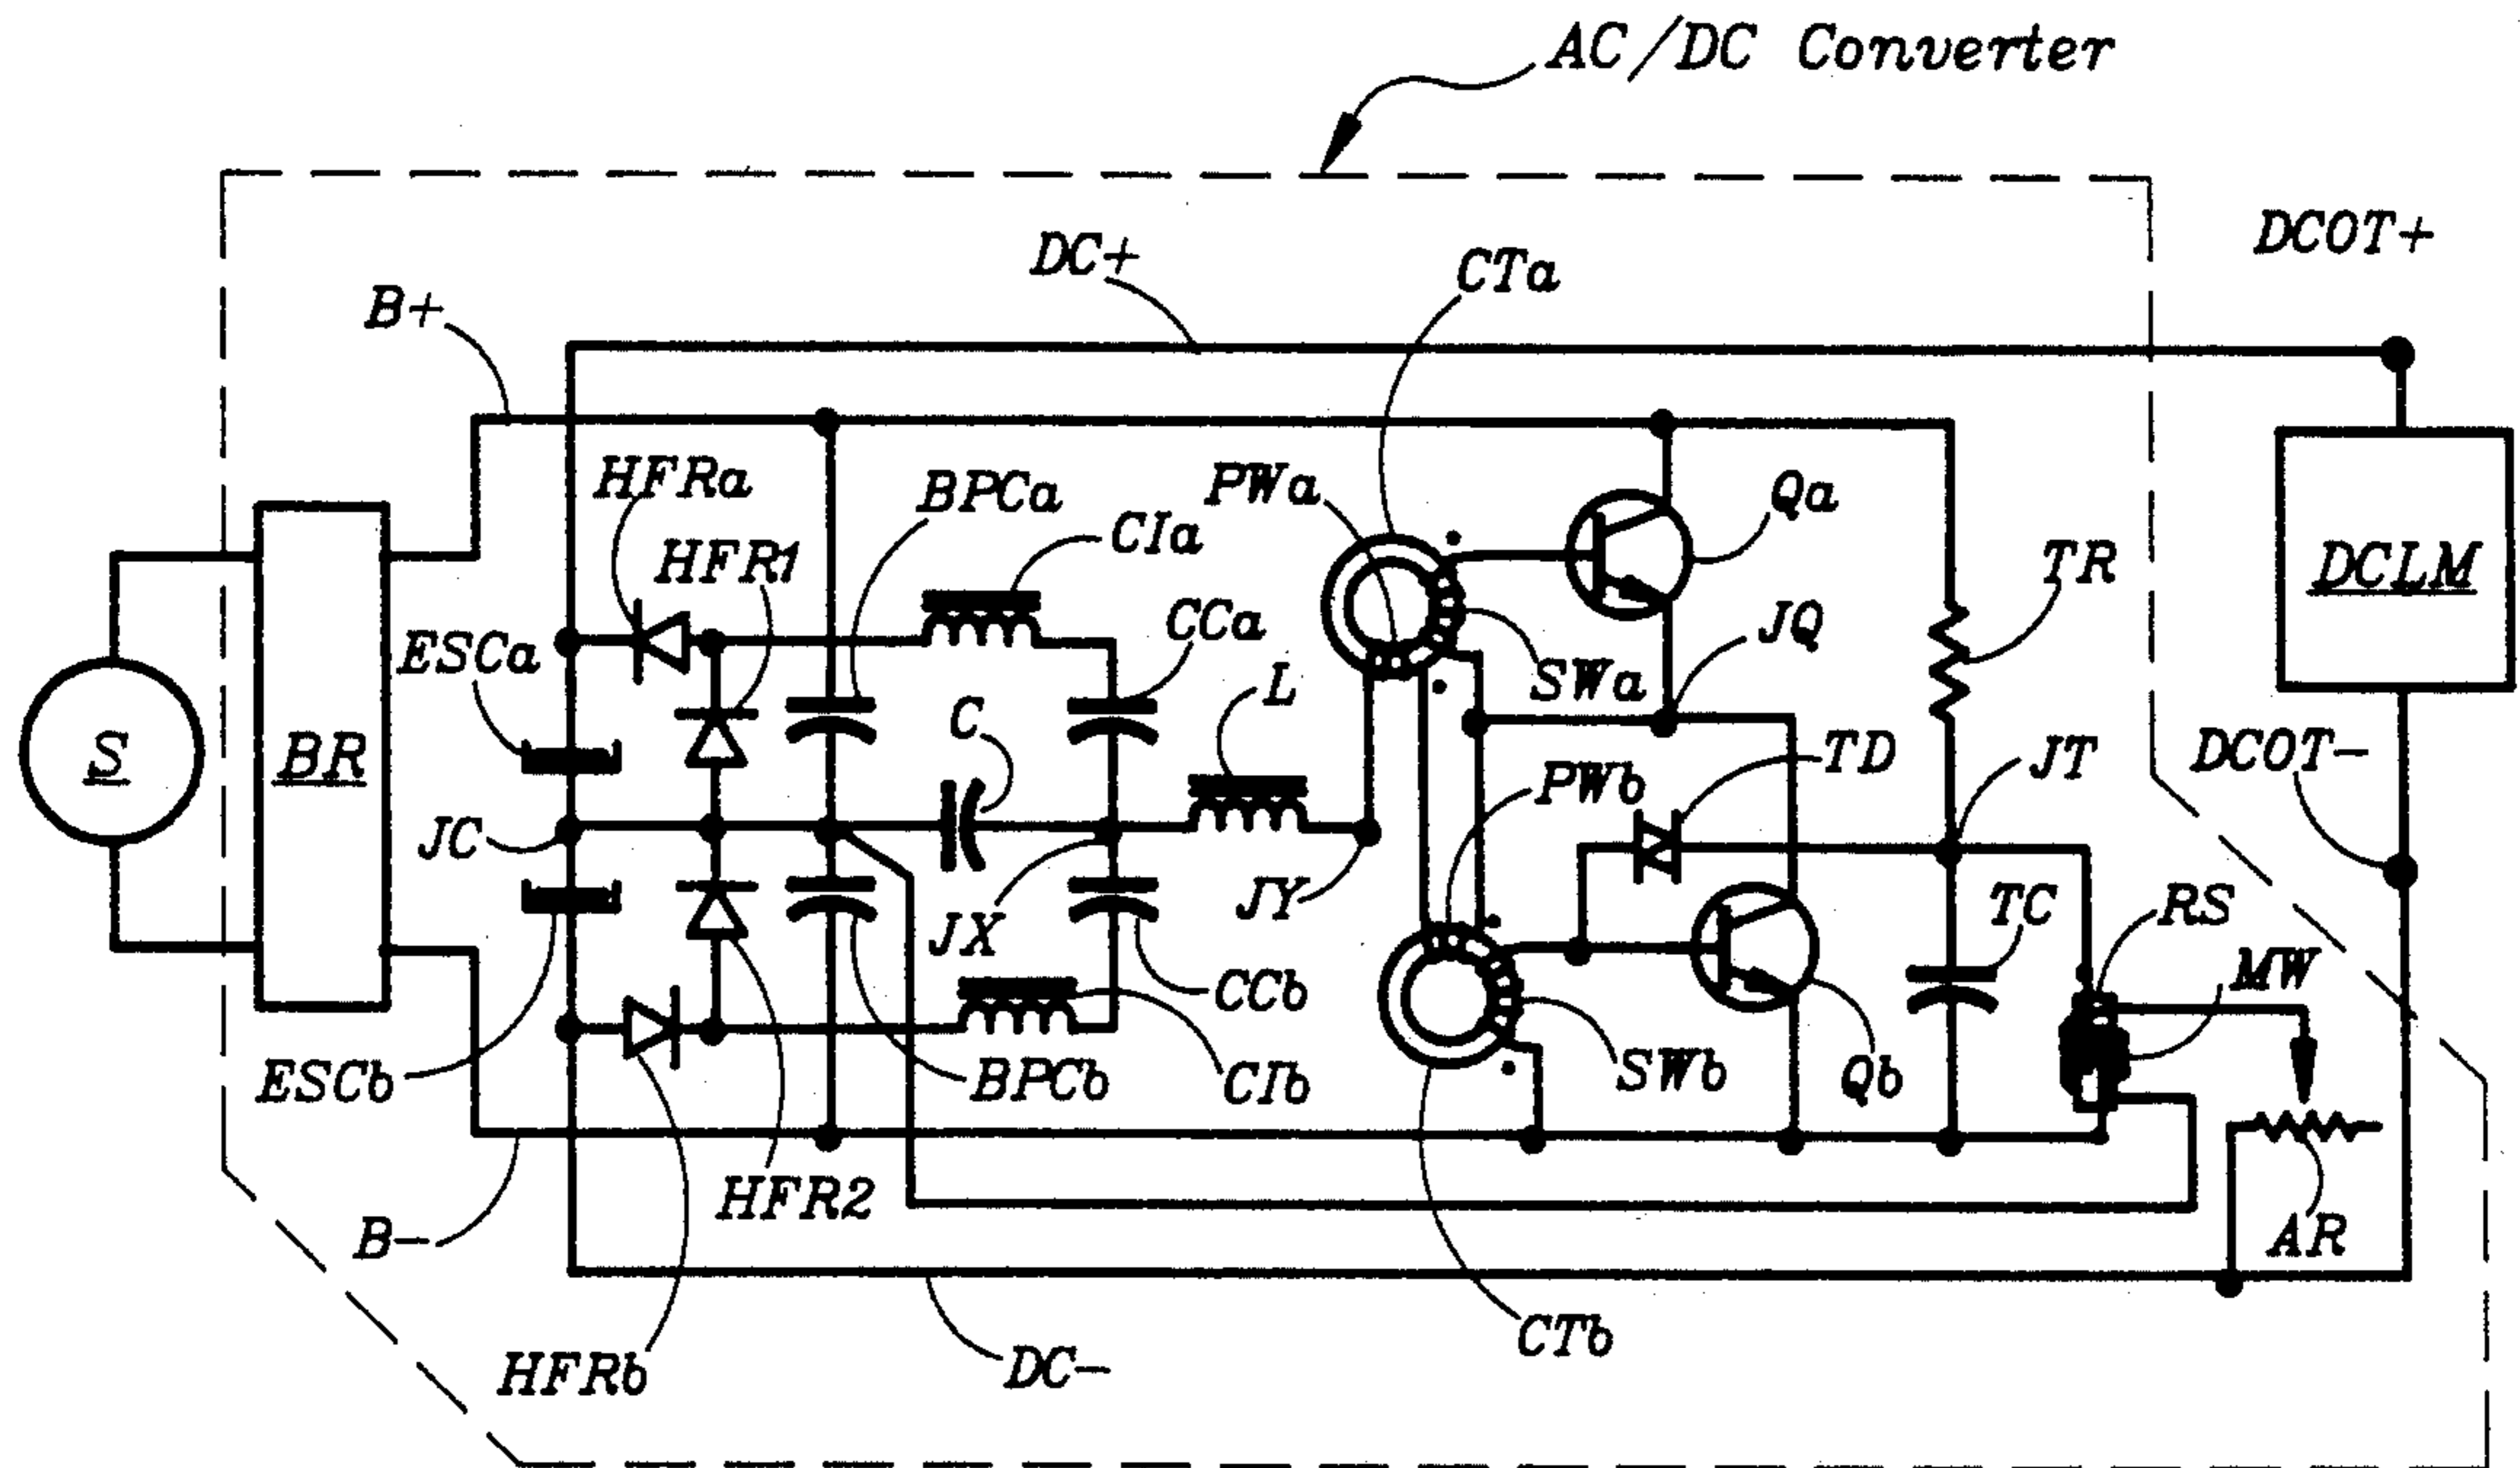 AC/DC Converter
DCOT+
DC+
CTa
B+
HFRa
BPCa
PWa
Qa
CIa
HFR1
TR
DCLM
ESCa
CCa
JQ
L
SWa
C
S
BR
TD
JT
DCOT-
PWb
JC
JX
JY
TC
RS
MW
CCb
ESCb
BPCb
CIb
SWb
Qb
HFR2
B-
AR
HFRb
DC-
CTb